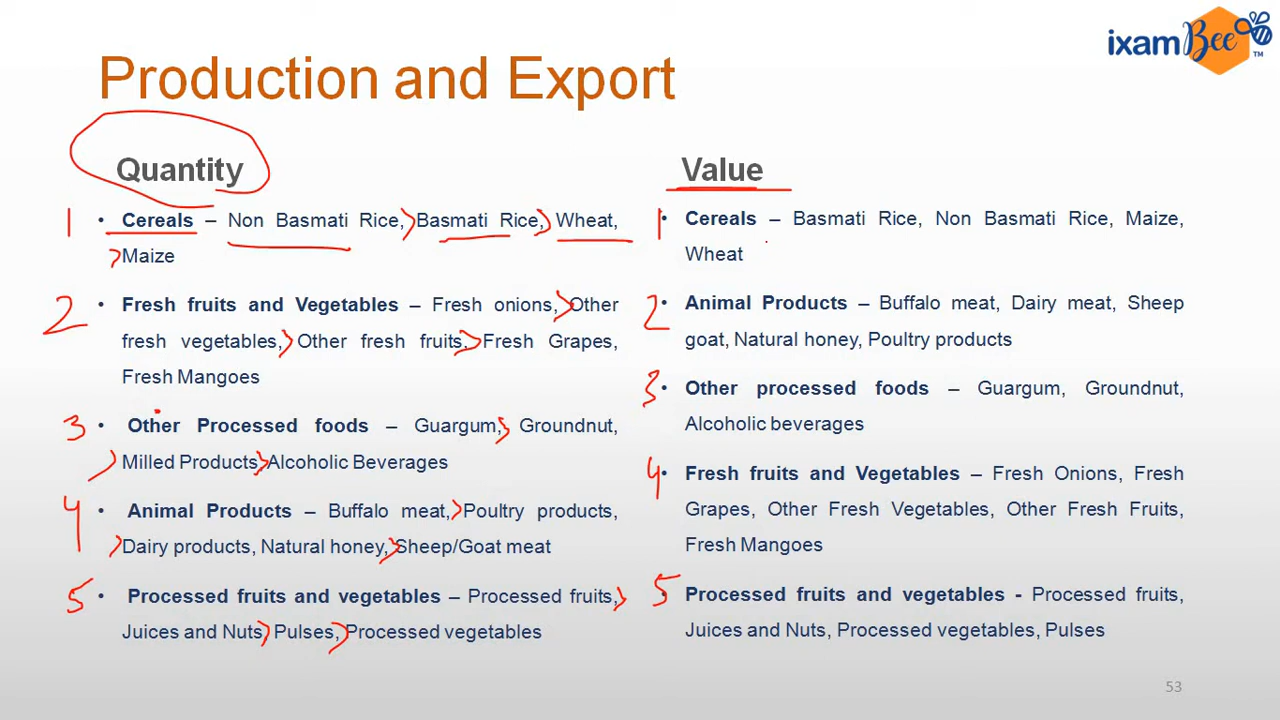 ixamBee™
Production and Export
Quantity
1 • Cereals – Non Basmati Rice, > Basmati Rice, > Wheat,
> Maize
2 • Fresh fruits and Vegetables – Fresh onions, > Other
fresh vegetables, > Other fresh fruits, > Fresh Grapes,
Fresh Mangoes
3 • Other Processed foods – Guargum, > Groundnut,
> Milled Products > Alcoholic Beverages
4 • Animal Products – Buffalo meat, > Poultry products,
> Dairy products, Natural honey, > Sheep/Goat meat
5 • Processed fruits and vegetables – Processed fruits, >
Juices and Nuts, > Pulses, > Processed vegetables
Value
1 • Cereals – Basmati Rice, Non Basmati Rice, Maize,
Wheat
2 • Animal Products – Buffalo meat, Dairy meat, Sheep
goat, Natural honey, Poultry products
3 • Other processed foods – Guargum, Groundnut,
Alcoholic beverages
4 • Fresh fruits and Vegetables – Fresh Onions, Fresh
Grapes, Other Fresh Vegetables, Other Fresh Fruits,
Fresh Mangoes
5 • Processed fruits and vegetables - Processed fruits,
Juices and Nuts, Processed vegetables, Pulses
53